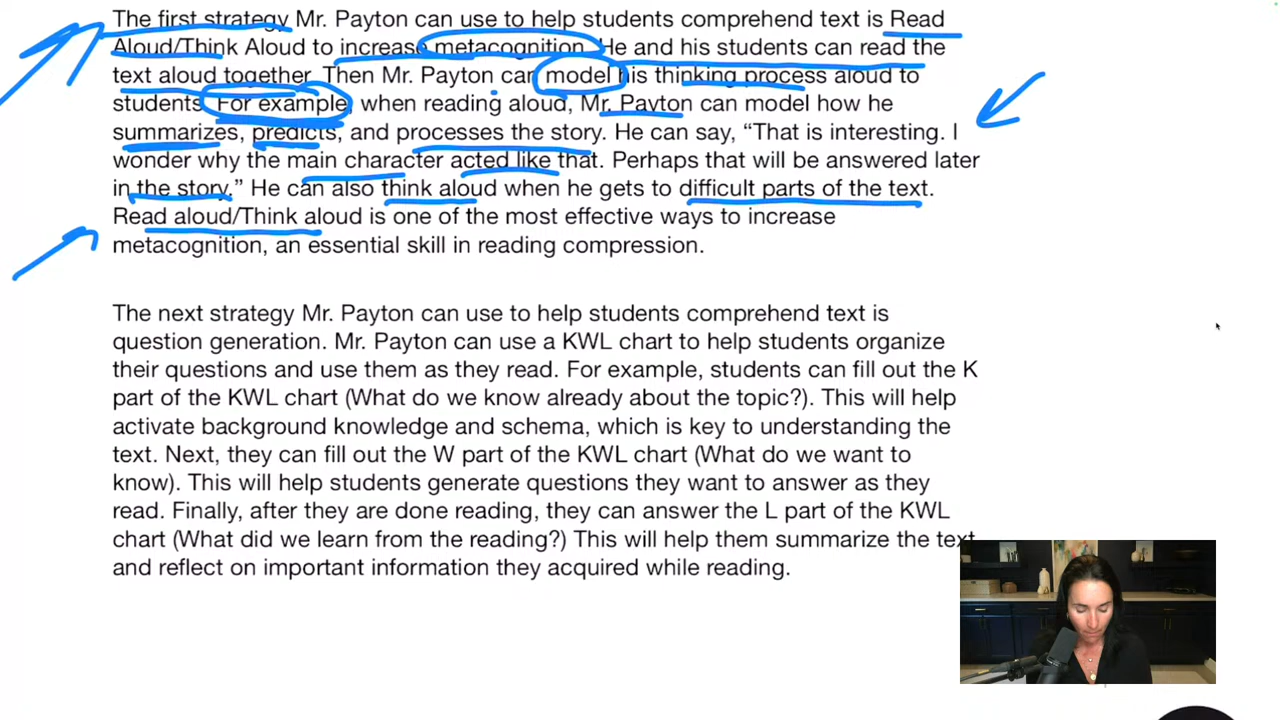 The first strategy Mr. Payton can use to help students comprehend text is Read
Aloud/Think Aloud to increase metacognition. He and his students can read the
text aloud together. Then Mr. Payton can model his thinking process aloud to
students. For example, when reading aloud, Mr. Payton can model how he
summarizes, predicts, and processes the story. He can say, “That is interesting. I
wonder why the main character acted like that. Perhaps that will be answered later
in the story.” He can also think aloud when he gets to difficult parts of the text.
Read aloud/Think aloud is one of the most effective ways to increase
metacognition, an essential skill in reading compression.
The next strategy Mr. Payton can use to help students comprehend text is
question generation. Mr. Payton can use a KWL chart to help students organize
their questions and use them as they read. For example, students can fill out the K
part of the KWL chart (What do we know already about the topic?). This will help
activate background knowledge and schema, which is key to understanding the
text. Next, they can fill out the W part of the KWL chart (What do we want to
know). This will help students generate questions they want to answer as they
read. Finally, after they are done reading, they can answer the L part of the KWL
chart (What did we learn from the reading?) This will help them summarize the text
and reflect on important information they acquired while reading.